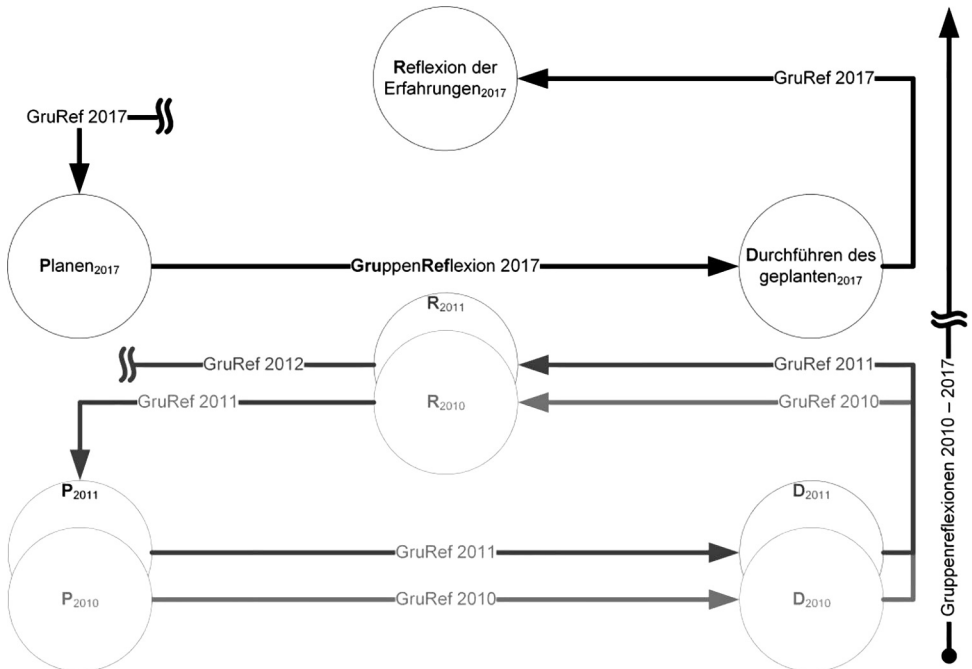 Reflexion der
Erfahrungen2017
GruRef 2017
GruRef 2017
Planen2017
GruppenReflexion 2017
Durchführen des
geplanten2017
R2011
GruRef 2012
GruRef 2011
GruRef 2011
R2010
GruRef 2010
P2011
D2011
GruRef 2011
P2010
GruRef 2010
D2010
Gruppenreflexionen 2010 – 2017